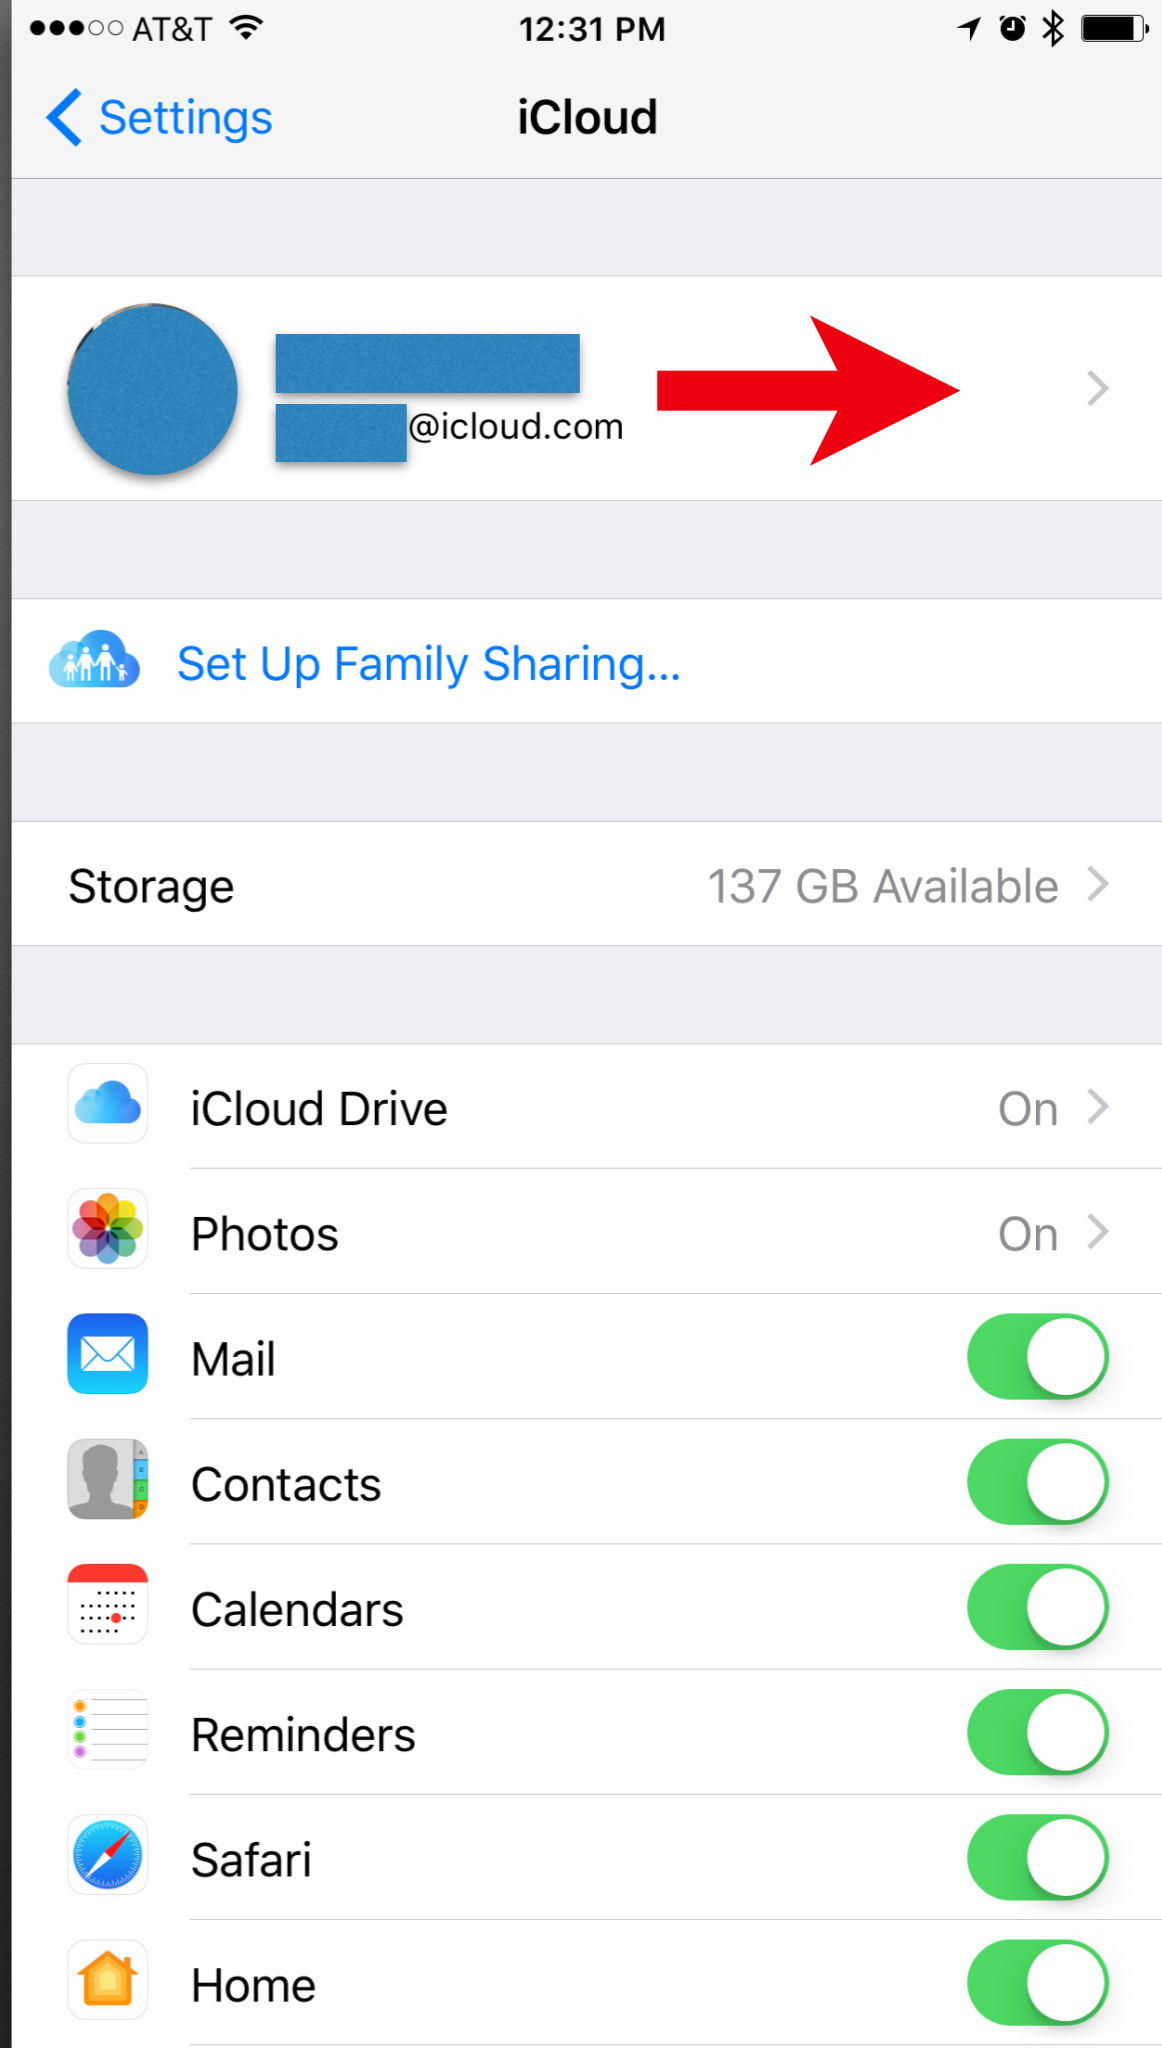 AT&T 12:31 PM
Settings iCloud
@icloud.com
Set Up Family Sharing...
Storage 137 GB Available
iCloud Drive On
Photos On
Mail
Contacts
Calendars
Reminders
Safari
Home